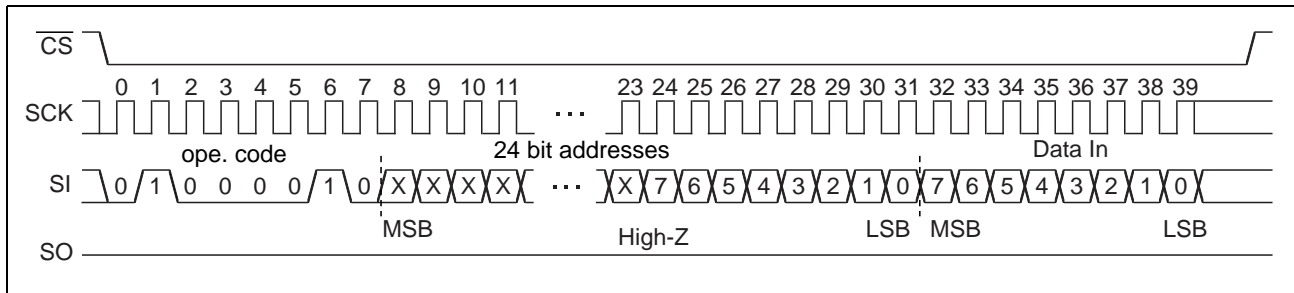 CS
0 1 2 3 4 5 6 7 8 9 10 11 23 24 25 26 27 28 29 30 31 32 33 34 35 36 37 38 39
SCK ...
ope. code 24 bit addresses Data In
SI 0 1 0 0 0 0 1 0 X X X X ... X 7 6 5 4 3 2 1 0 7 6 5 4 3 2 1 0
MSB High-Z LSB MSB LSB
SO